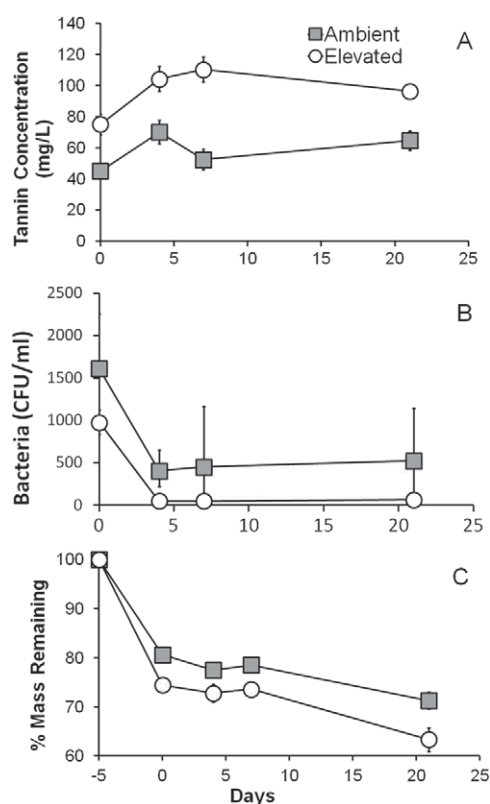 Ambient
Elevated
A
Tannin Concentration
(mg/L)
140
120
100
80
60
40
20
0
0 5 10 15 20 25
B
Bacteria (CFU/ml)
2500
2000
1500
1000
500
0
0 5 10 15 20 25
C
% Mass Remaining
100
90
80
70
60
-5 0 5 10 15 20 25
Days